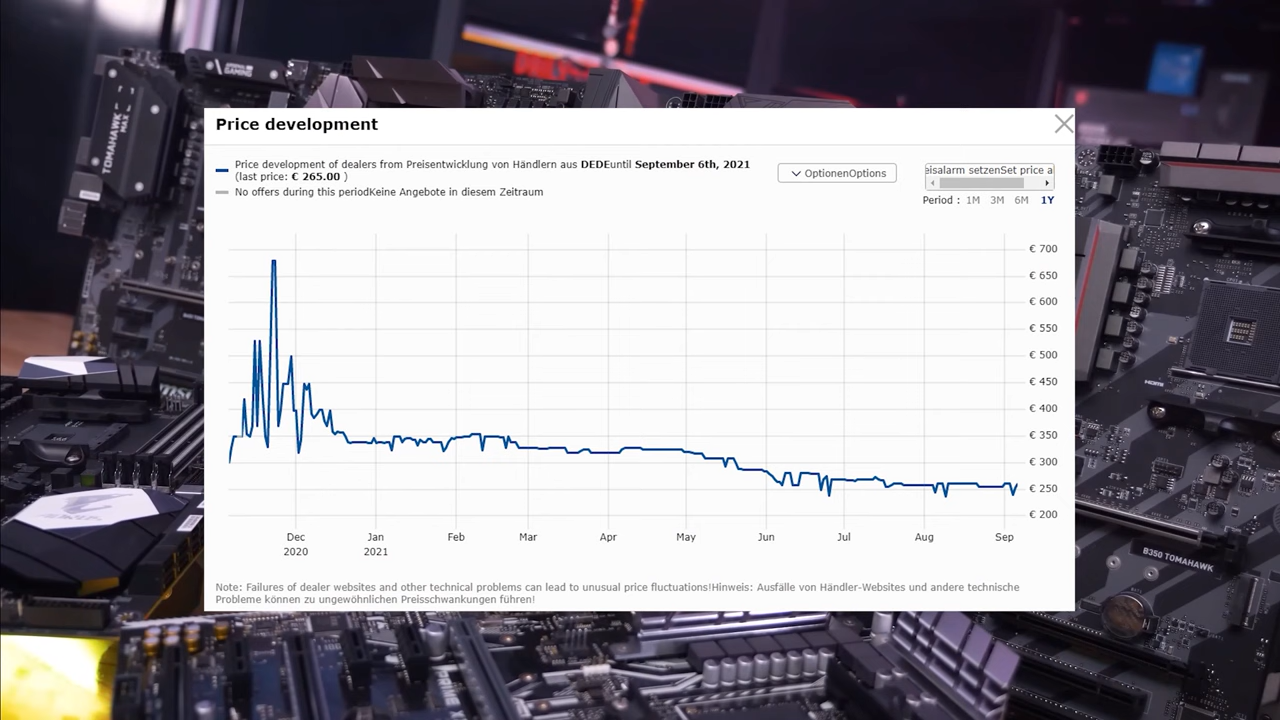 GAMING
TOMAHAWK
MAX
Price development
Price development of dealers from Preisentwicklung von Händlern aus DEDEuntil September 6th, 2021
(last price: € 265.00 )
No offers during this periodKeine Angebote in diesem Zeitraum
OptionenOptions
eisalarm setzenSet price a
Period : 1M 3M 6M 1Y
€ 700
€ 650
€ 600
€ 550
€ 500
€ 450
€ 400
€ 350
€ 300
€ 250
€ 200
Dec Jan Feb Mar Apr May Jun Jul Aug Sep
2020 2021
Note: Failures of dealer websites and other technical problems can lead to unusual price fluctuations!Hinweis: Ausfälle von Händler-Websites und andere technische
Probleme können zu ungewöhnlichen Preisschwankungen führen!
HDMI
B350 TOMAHAWK